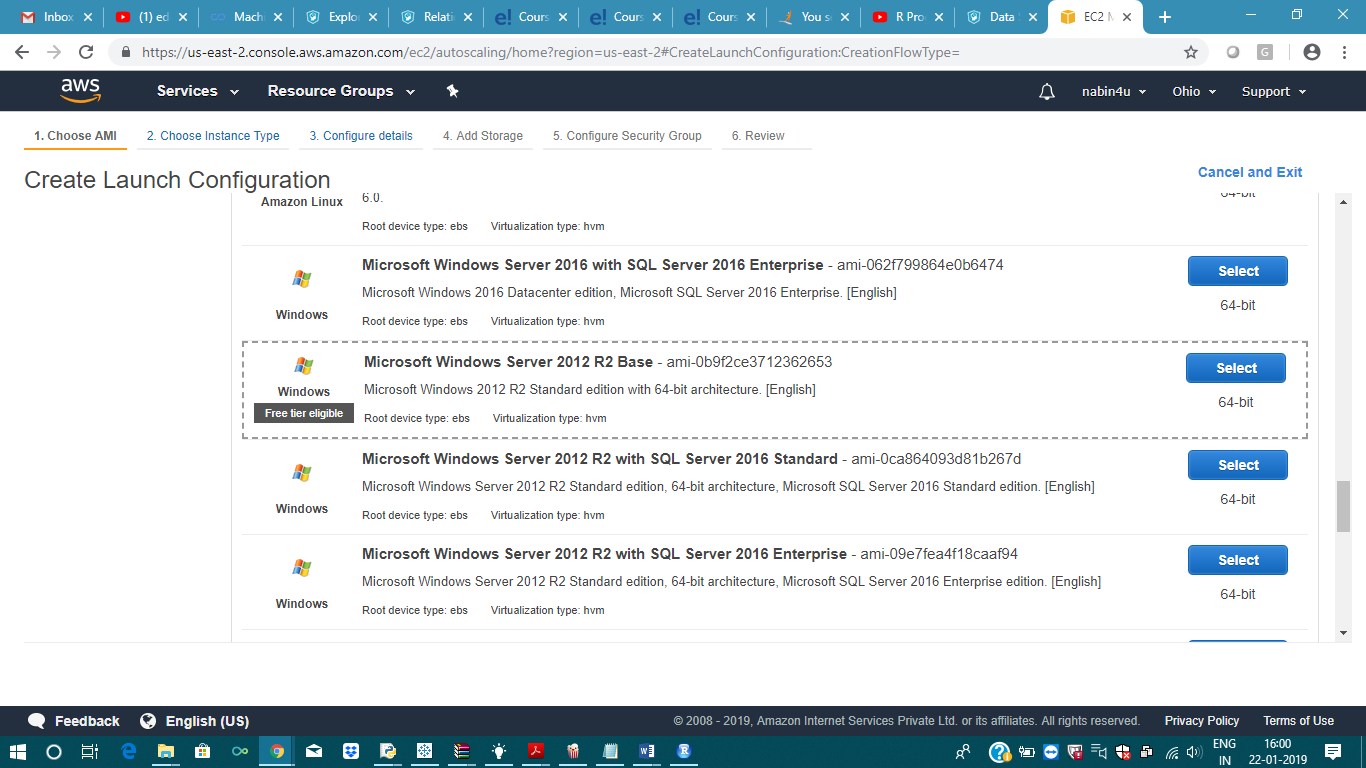 Inbox
(1) ed
Mach
Explo
Relati
Cours
Cours
Cours
You s
R Pro
Data
EC2 M
https://us-east-2.console.aws.amazon.com/ec2/autoscaling/home?region=us-east-2#CreateLaunchConfiguration:CreationFlowType=
aws Services Resource Groups nabin4u Ohio Support
1. Choose AMI 2. Choose Instance Type 3. Configure details 4. Add Storage 5. Configure Security Group 6. Review
Create Launch Configuration
Cancel and Exit
Amazon Linux
6.0.
64-bit
Root device type: ebs Virtualization type: hvm
Windows
Microsoft Windows Server 2016 with SQL Server 2016 Enterprise - ami-062f799864e0b6474
Microsoft Windows 2016 Datacenter edition, Microsoft SQL Server 2016 Enterprise. [English]
Root device type: ebs Virtualization type: hvm
Select
64-bit
Windows
Free tier eligible
Microsoft Windows Server 2012 R2 Base - ami-0b9f2ce3712362653
Microsoft Windows 2012 R2 Standard edition with 64-bit architecture. [English]
Root device type: ebs Virtualization type: hvm
Select
64-bit
Windows
Microsoft Windows Server 2012 R2 with SQL Server 2016 Standard - ami-0ca864093d81b267d
Microsoft Windows Server 2012 R2 Standard edition, 64-bit architecture, Microsoft SQL Server 2016 Standard edition. [English]
Root device type: ebs Virtualization type: hvm
Select
64-bit
Windows
Microsoft Windows Server 2012 R2 with SQL Server 2016 Enterprise - ami-09e7fea4f18caaf94
Microsoft Windows Server 2012 R2 Standard edition, 64-bit architecture, Microsoft SQL Server 2016 Enterprise edition. [English]
Root device type: ebs Virtualization type: hvm
Select
64-bit
Feedback English (US) © 2008 - 2019, Amazon Internet Services Private Ltd. or its affiliates. All rights reserved. Privacy Policy Terms of Use
ENG
IN
16:00
22-01-2019